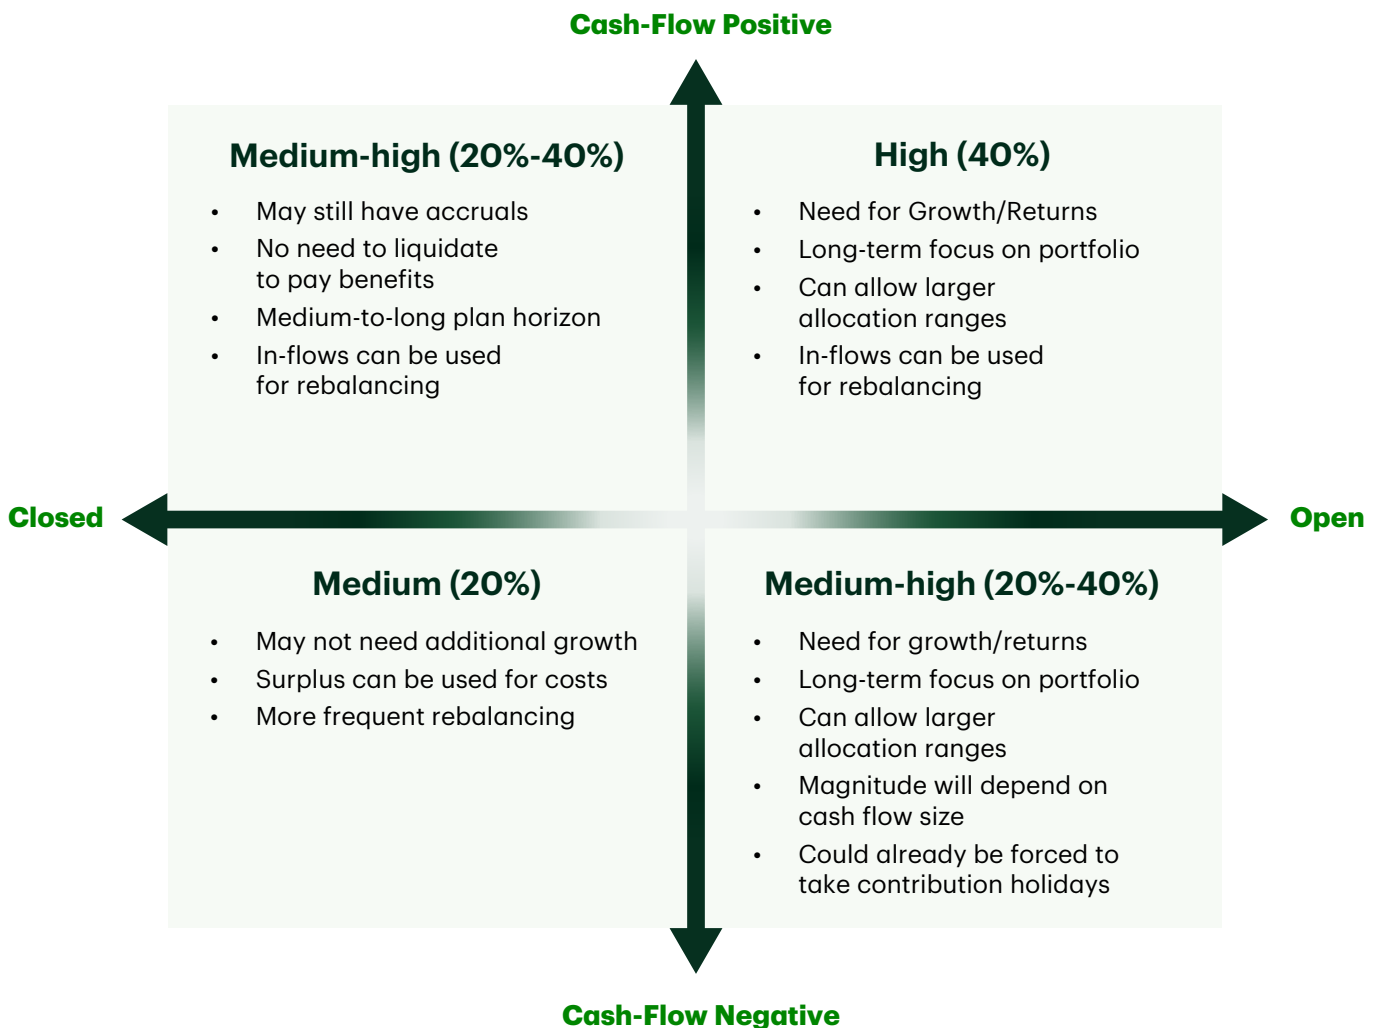 Cash-Flow Positive
Medium-high (20%-40%)
• May still have accruals
• No need to liquidate
to pay benefits
• Medium-to-long plan horizon
• In-flows can be used
for rebalancing
High (40%)
• Need for Growth/Returns
• Long-term focus on portfolio
• Can allow larger
allocation ranges
• In-flows can be used
for rebalancing
Closed
Open
Medium (20%)
• May not need additional growth
• Surplus can be used for costs
• More frequent rebalancing
Medium-high (20%-40%)
• Need for growth/returns
• Long-term focus on portfolio
• Can allow larger
allocation ranges
• Magnitude will depend on
cash flow size
• Could already be forced to
take contribution holidays
Cash-Flow Negative